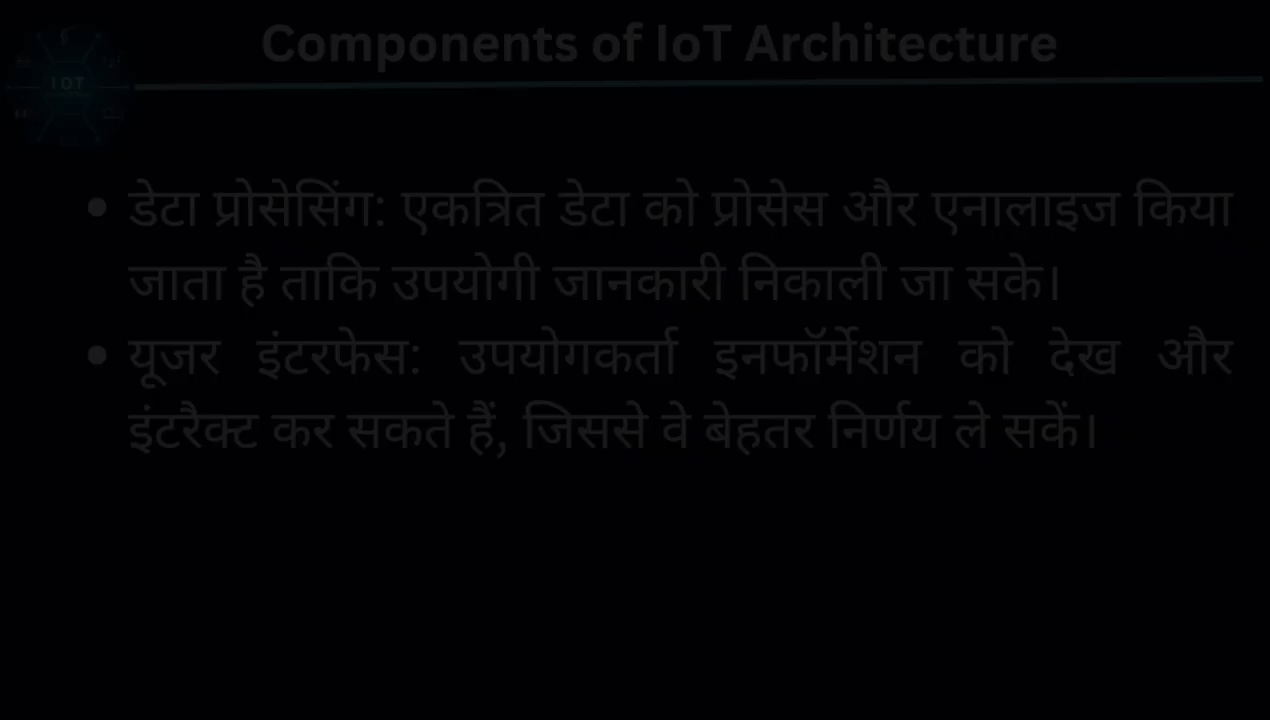 Components of IoT Architecture
IOT
• डेटा प्रोसेसिंग: एकत्रित डेटा को प्रोसेस और एनालाइज किया
जाता है ताकि उपयोगी जानकारी निकाली जा सके।
• यूजर इंटरफेस: उपयोगकर्ता इनफॉर्मेशन को देख और
इंटरैक्ट कर सकते हैं, जिससे वे बेहतर निर्णय ले सकें।